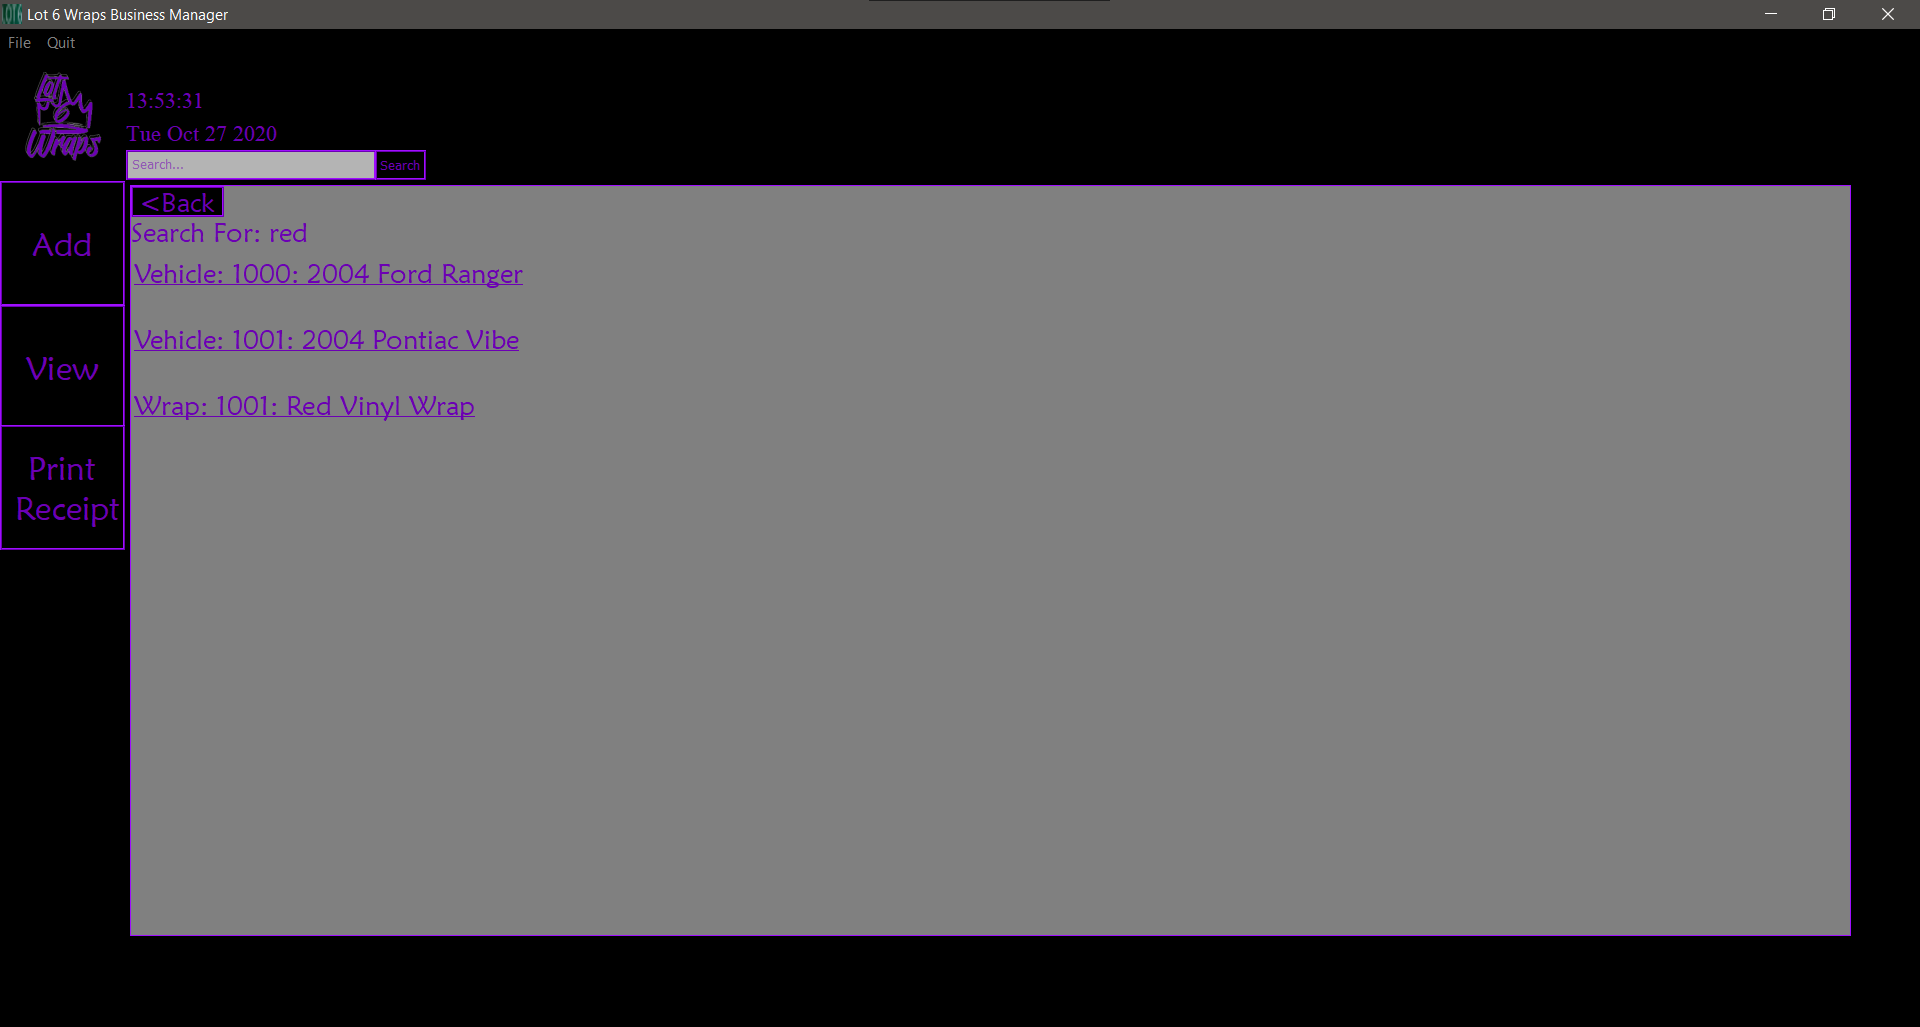 LOT6 Lot 6 Wraps Business Manager
File Quit
Lot
6
Wraps
13:53:31
Tue Oct 27 2020
Search... Search
<Back
Search For: red
Vehicle: 1000: 2004 Ford Ranger
Vehicle: 1001: 2004 Pontiac Vibe
Wrap: 1001: Red Vinyl Wrap
Add
View
Print
Receipt